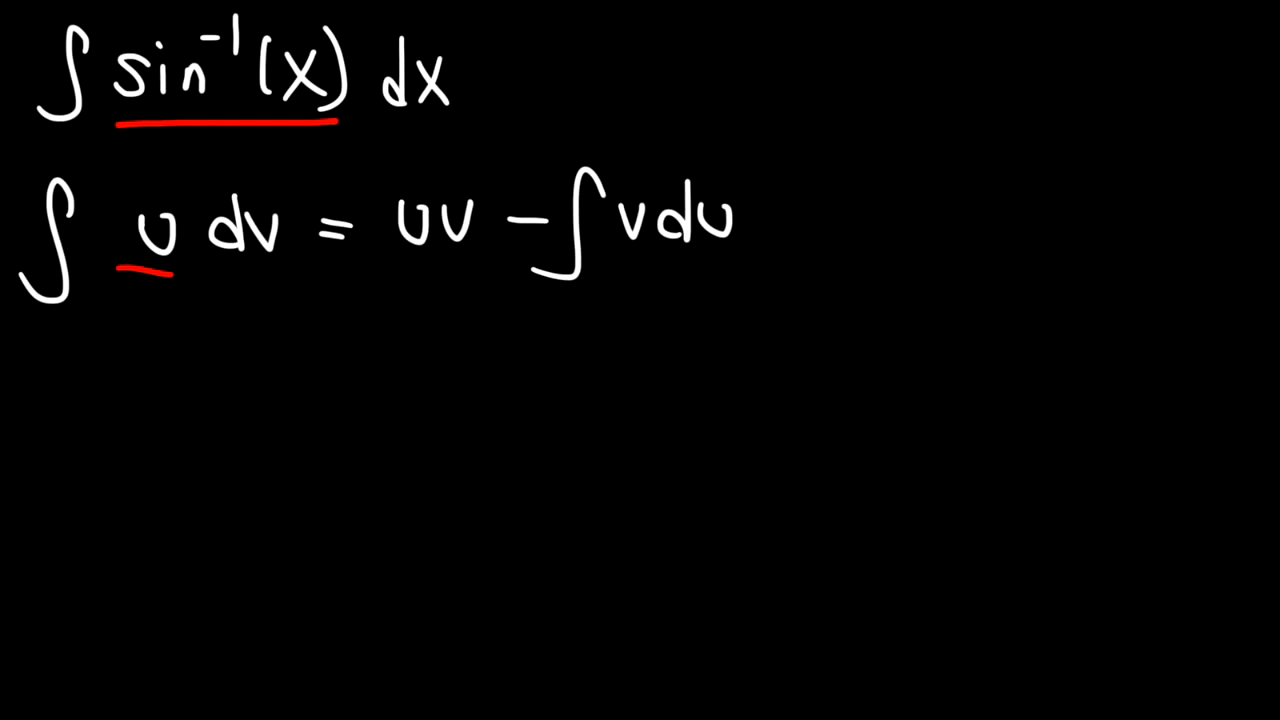 ∫ sin⁻¹(x) dx
∫ u dv = uv - ∫ v du